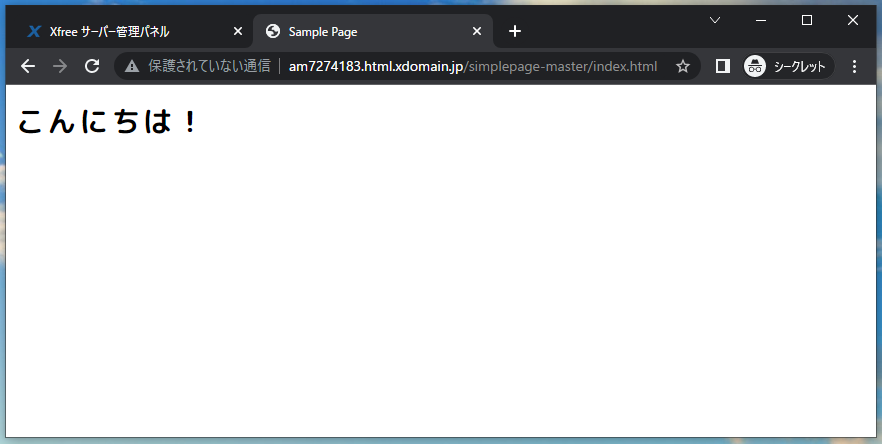 Xfree サーバー管理パネル
Sample Page
保護されていない通信
am7274183.html.xdomain.jp/simplepage-master/index.html
シークレット
こんにちは！